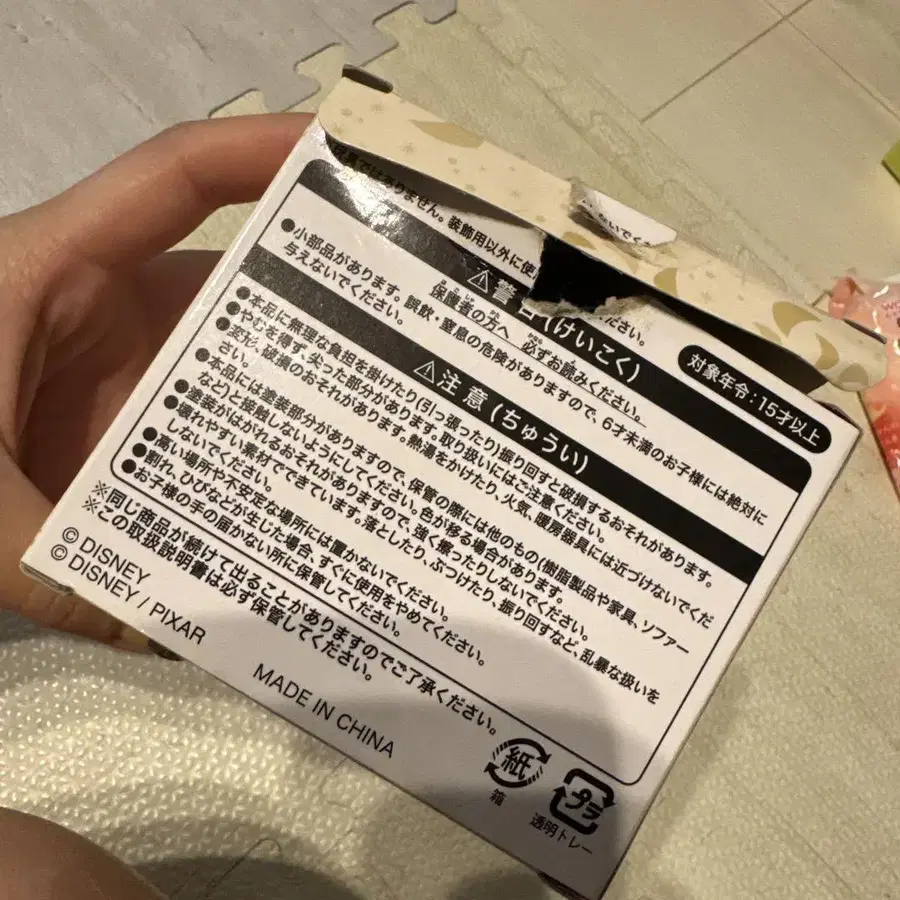 玩具ではありません。装飾用以外に使
ださい。
対象年令：15才以上
⚠警告(けいこく)
保護者の方へ 必ずお読みください。
●小部品があります。誤飲・窒息の危険がありますので、6才未満のお子様には絶対に
与えないでください。
⚠注意(ちゅうい)
●本品に無理な負担を掛けたり(引っ張ったり)振り回すと破損するおそれがあります。
●やむを得ず、尖った部分があります。取り扱いにはご注意ください。
●変形・破損のおそれがあります。熱湯をかけたり、火気、暖房器具には近づけないでくだ
さい。
●本品には塗装部分がありますので、保管の際には他のもの(樹脂製品や家具、ソファー
など)と接触しないようにしてください。色が移る場合があります。
●塗装がはがれるおそれがありますので、強く擦ったりしないでください。
●壊れやすい素材でできています。落としたり、ぶつけたり、振り回すなど、乱暴な扱いを
しないでください。
●高い場所や不安定な場所には置かないでください。
●割れ、ひびなどが生じた場合、すぐに使用をやめてください。
●お子様の手の届かない所に保管してください。
※同じ商品が続けて出ることがありますのでご了承ください。
※この取扱説明書は必ず保管してください。
© DISNEY
© DISNEY / PIXAR
MADE IN CHINA
紙
箱
プラ
透明トレー